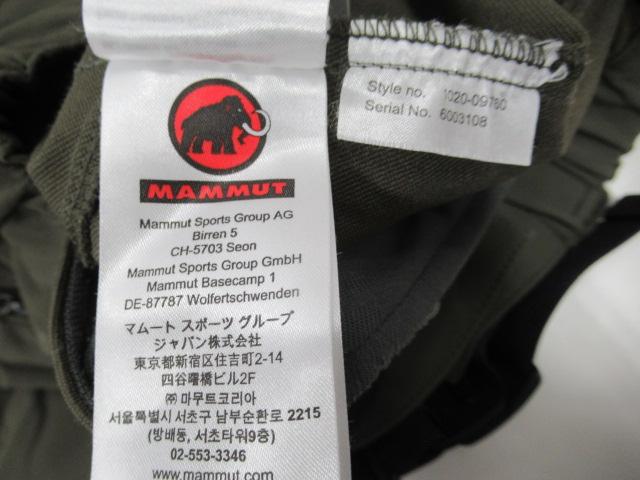 MAMMUT
Mammut Sports Group AG
Birren 5
CH-5703 Seon
Mammut Sports Group GmbH
Mammut Basecamp 1
DE-87787 Wolfertschwenden
マムート スポーツ グループ
ジャパン株式会社
東京都新宿区住吉町2-14
四谷曙橋ビル2F
㈜ 마무트코리아
서울특별시 서초구 남부순환로 2215
(방배동, 서초타워9층)
02-553-3346
www.mammut.com
Style no. 1020-09760
Serial No. 6003108